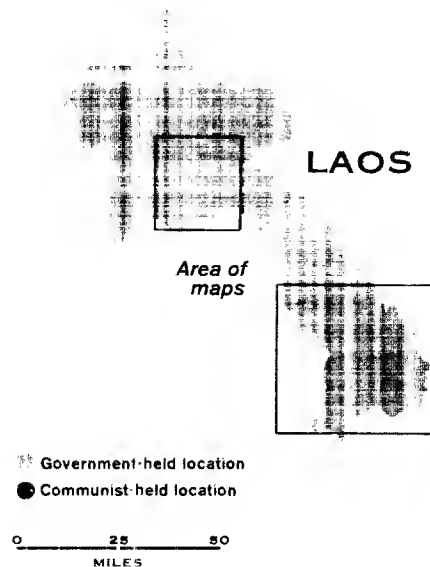 LAOS
Area of
maps
Government-held location
Communist-held location
0 25 50
MILES